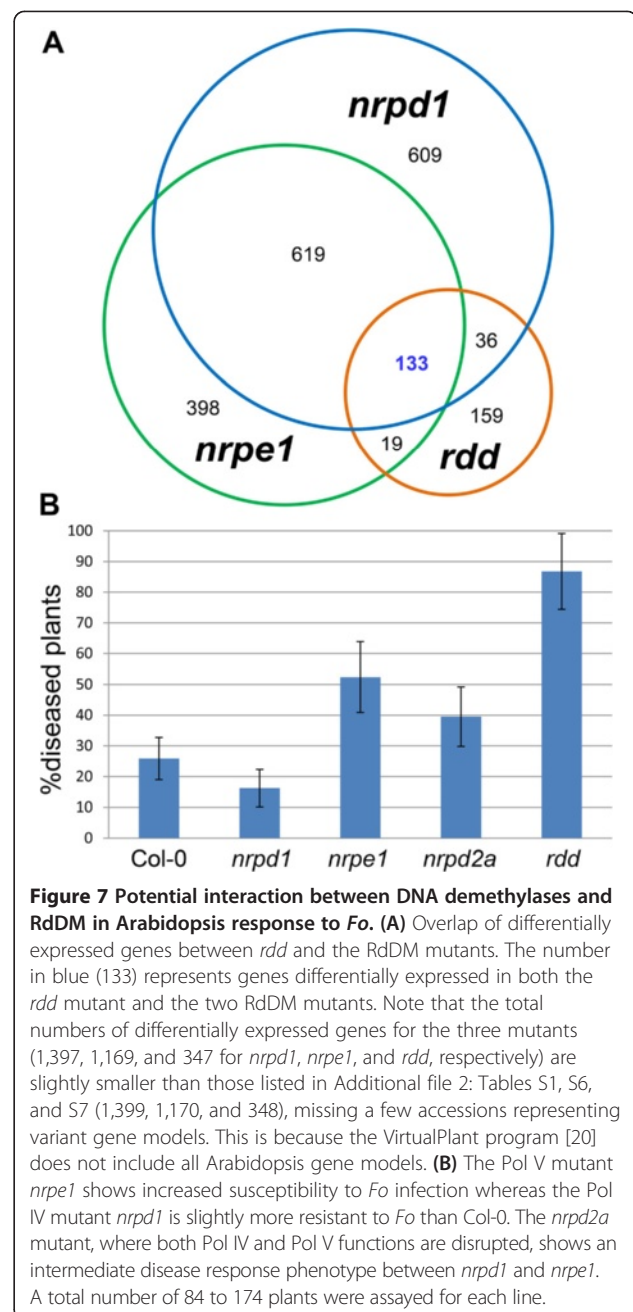 A
nrpd1
609
619
36
133
398
159
nrpe1
19
rdd
B
100
90
80
70
60
50
40
30
20
10
0
%diseased plants
Col-0 nrpd1 nrpe1 nrpd2a rdd
Figure 7 Potential interaction between DNA demethylases and
RdDM in Arabidopsis response to Fo. (A) Overlap of differentially
expressed genes between rdd and the RdDM mutants. The number
in blue (133) represents genes differentially expressed in both the
rdd mutant and the two RdDM mutants. Note that the total
numbers of differentially expressed genes for the three mutants
(1,397, 1,169, and 347 for nrpd1, nrpe1, and rdd, respectively) are
slightly smaller than those listed in Additional file 2: Tables S1, S6,
and S7 (1,399, 1,170, and 348), missing a few accessions representing
variant gene models. This is because the VirtualPlant program [20]
does not include all Arabidopsis gene models. (B) The Pol V mutant
nrpe1 shows increased susceptibility to Fo infection whereas the Pol
IV mutant nrpd1 is slightly more resistant to Fo than Col-0. The nrpd2a
mutant, where both Pol IV and Pol V functions are disrupted, shows an
intermediate disease response phenotype between nrpd1 and nrpe1.
A total number of 84 to 174 plants were assayed for each line.